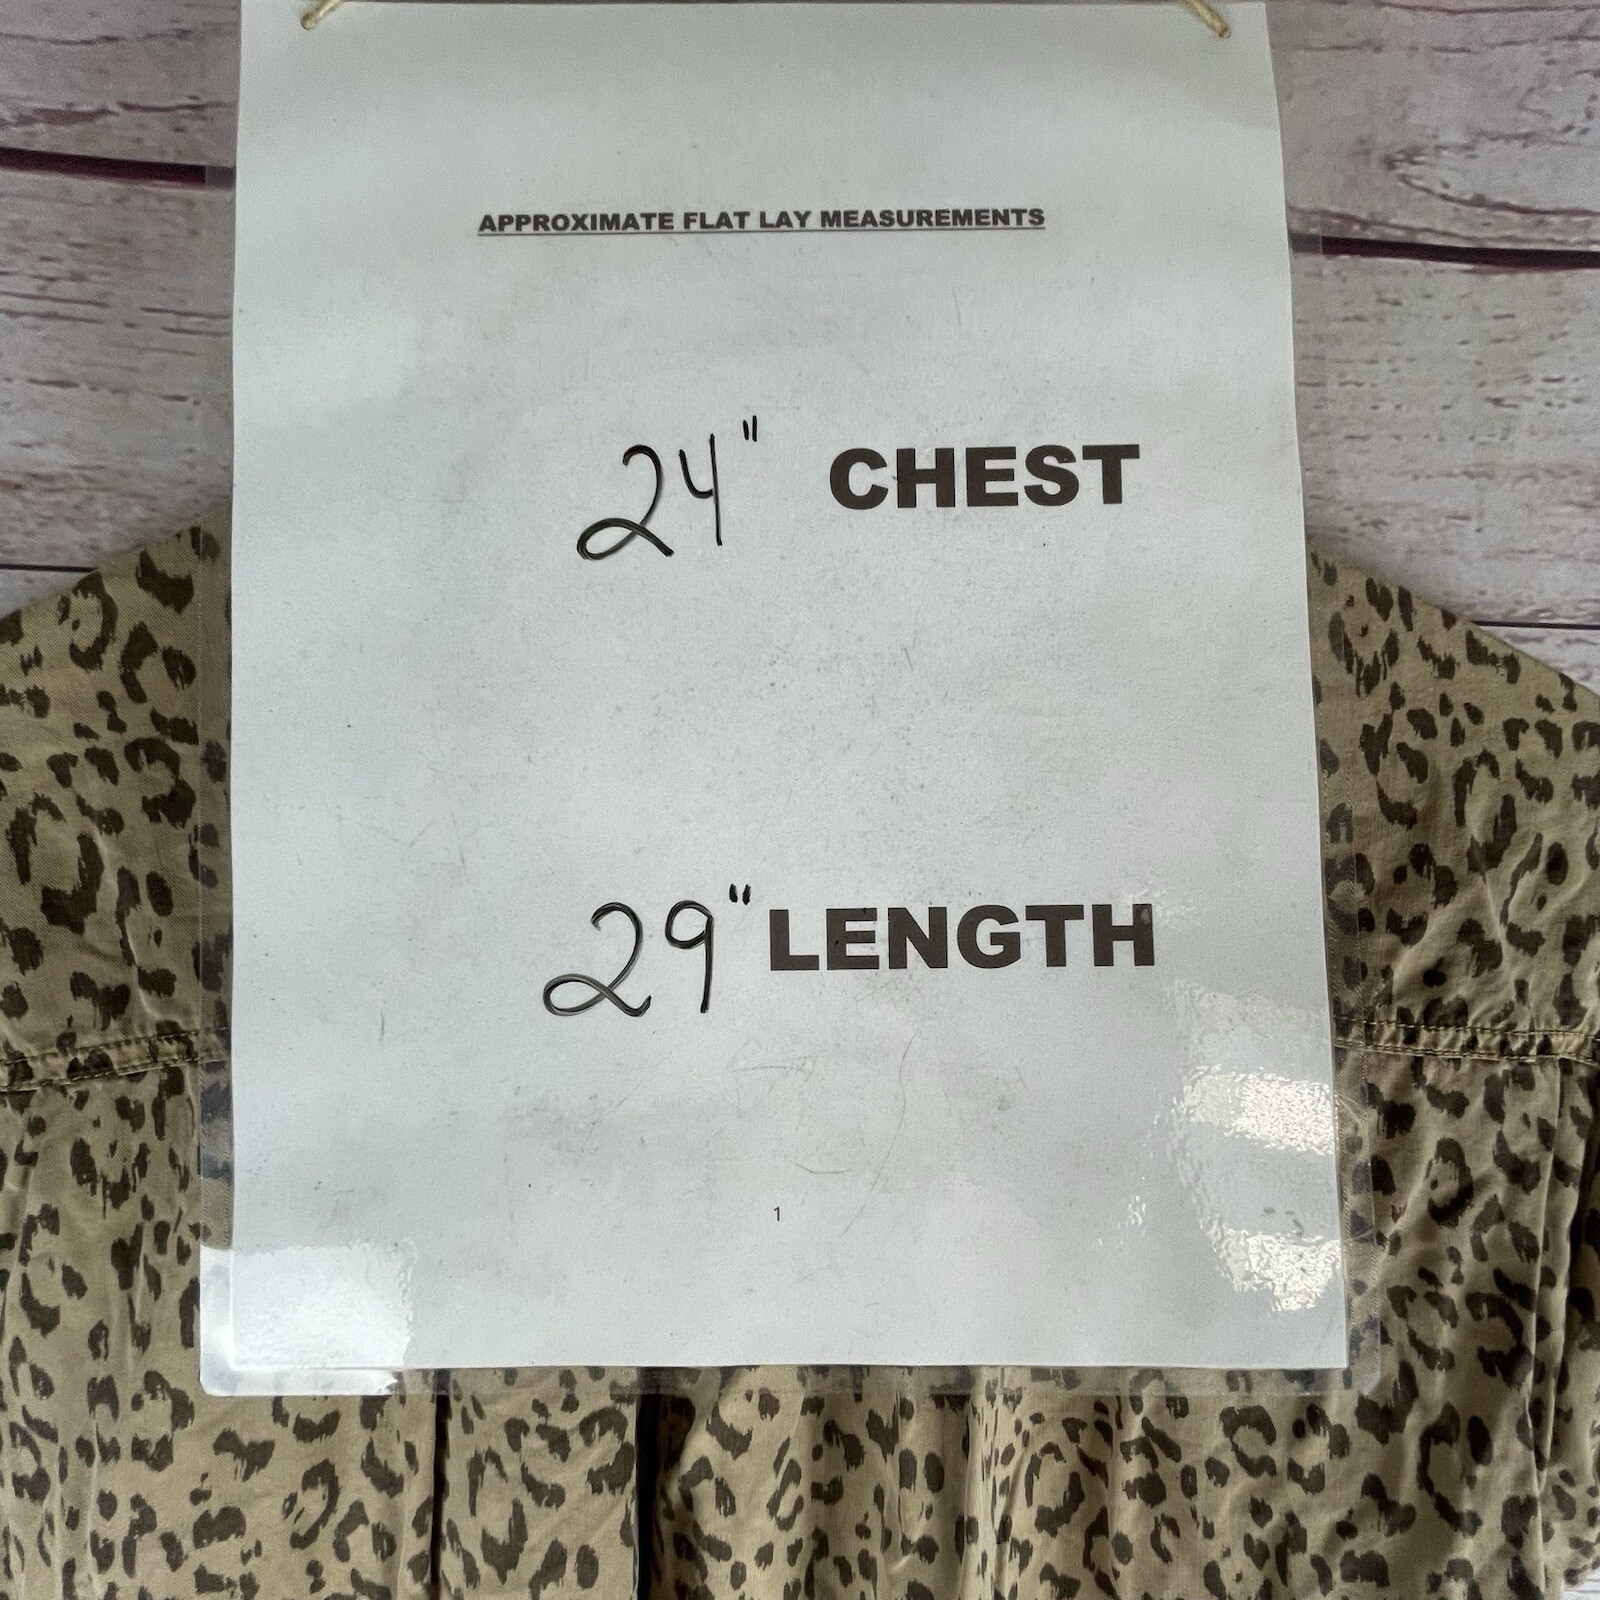 APPROXIMATE FLAT LAY MEASUREMENTS
24" CHEST
29" LENGTH
1